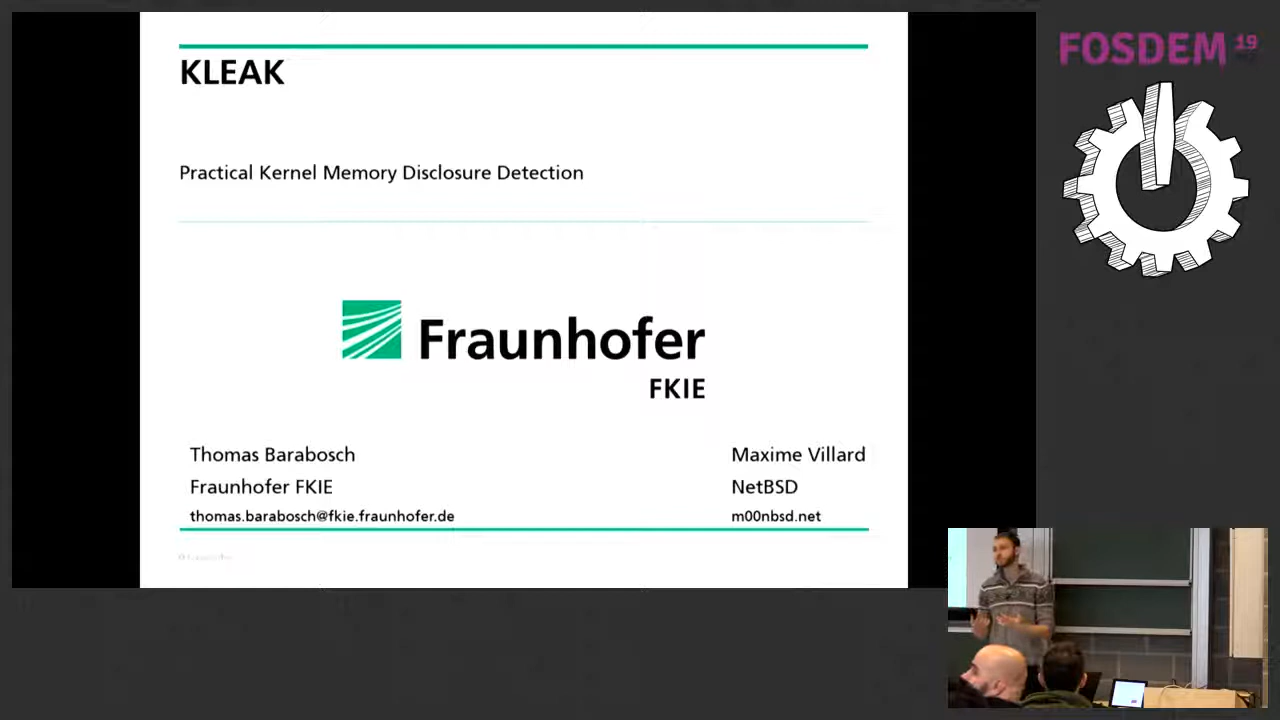 KLEAK
Practical Kernel Memory Disclosure Detection
Fraunhofer
FKIE
Thomas Barabosch
Fraunhofer FKIE
thomas.barabosch@fkie.fraunhofer.de
Maxime Villard
NetBSD
m00nbsd.net
© Fraunhofer
FOSDEM 19